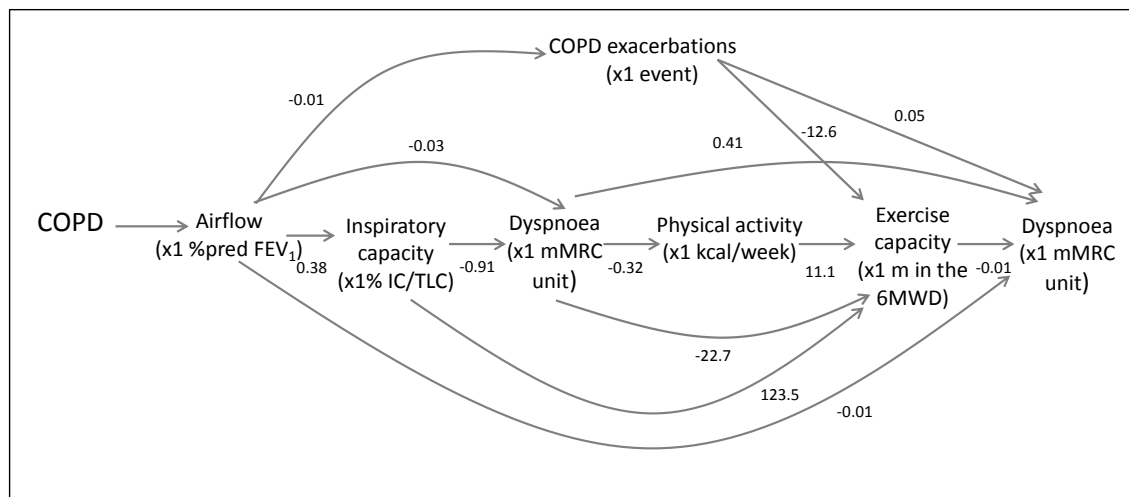 COPD exacerbations
(x1 event)
-0.01
-12.6
0.05
-0.03
0.41
COPD
Airflow
(x1 %pred FEV1)
0.38
Inspiratory
capacity
(x1% IC/TLC)
-0.91
Dyspnoea
(x1 mMRC
unit)
-0.32
Physical activity
(x1 kcal/week)
11.1
Exercise
capacity
(x1 m in the
6MWD)
-0.01
Dyspnoea
(x1 mMRC
unit)
-22.7
123.5
-0.01